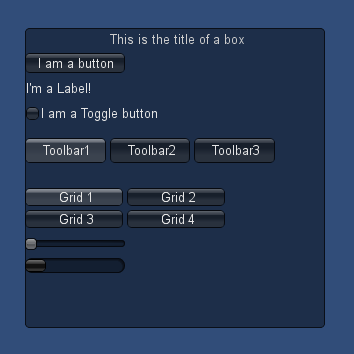 This is the title of a box
I am a button
I'm a Label!
I am a Toggle button
Toolbar1 Toolbar2 Toolbar3
Grid 1 Grid 2
Grid 3 Grid 4